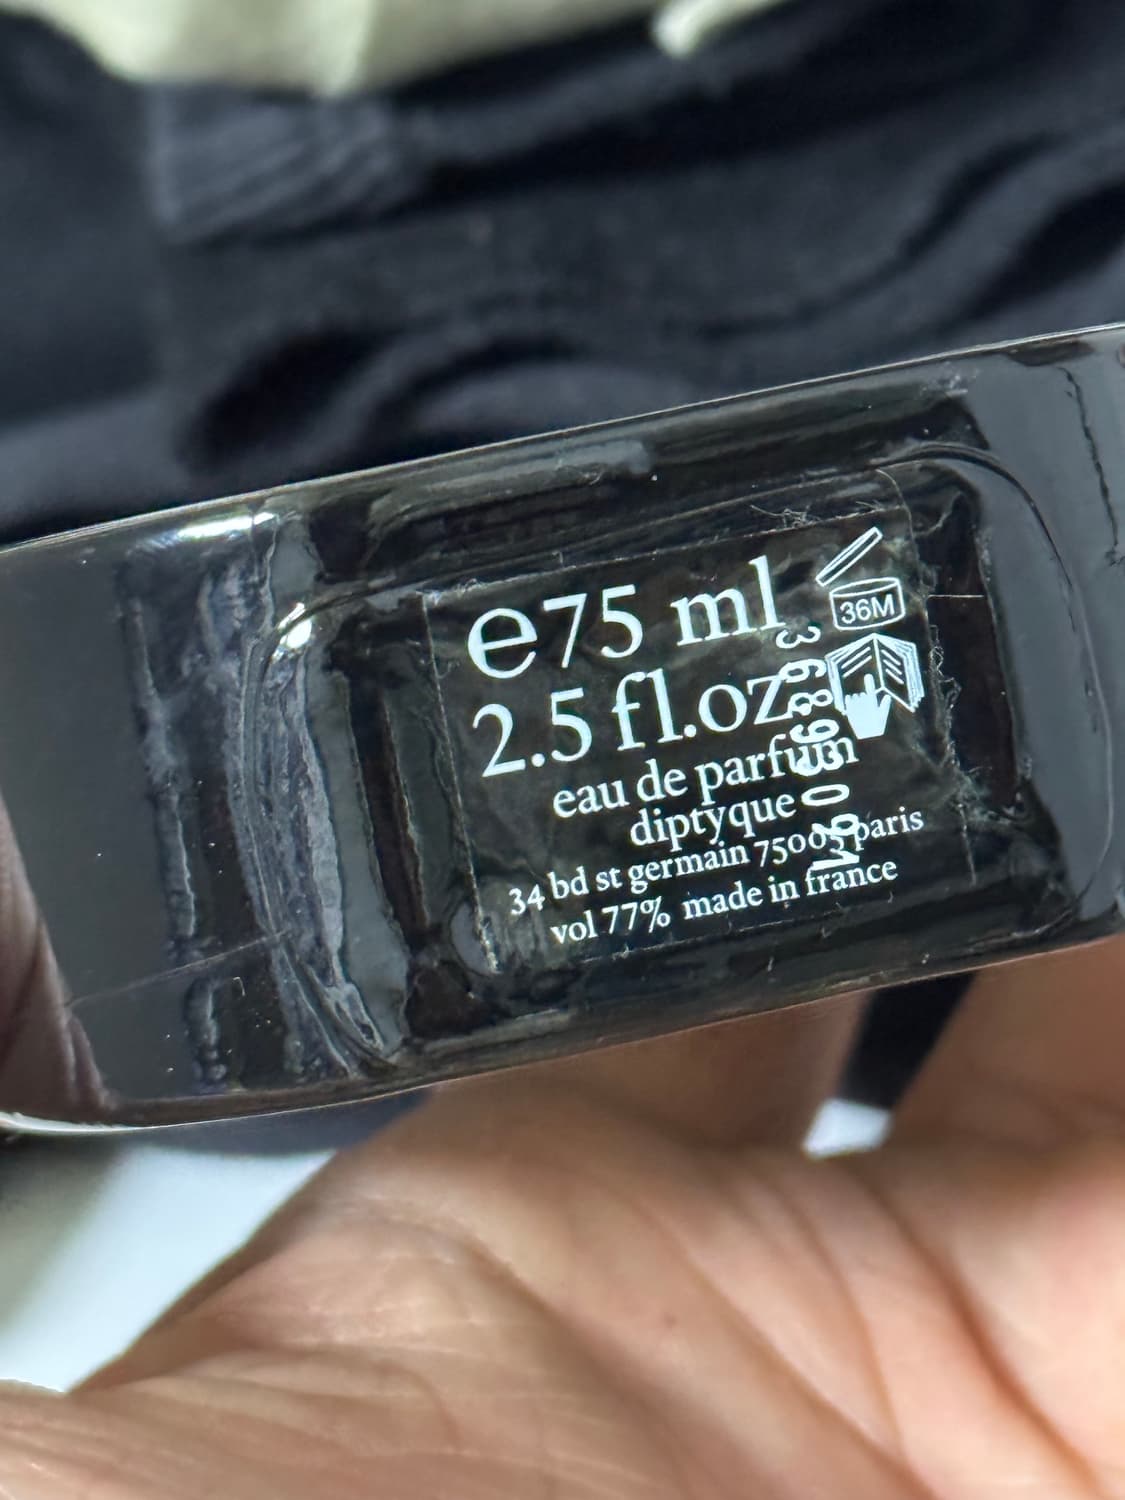 e75 ml
36M
2.5 fl.oz
eau de parfum
diptyque
34 bd st germain 75005 paris
vol 77% made in france